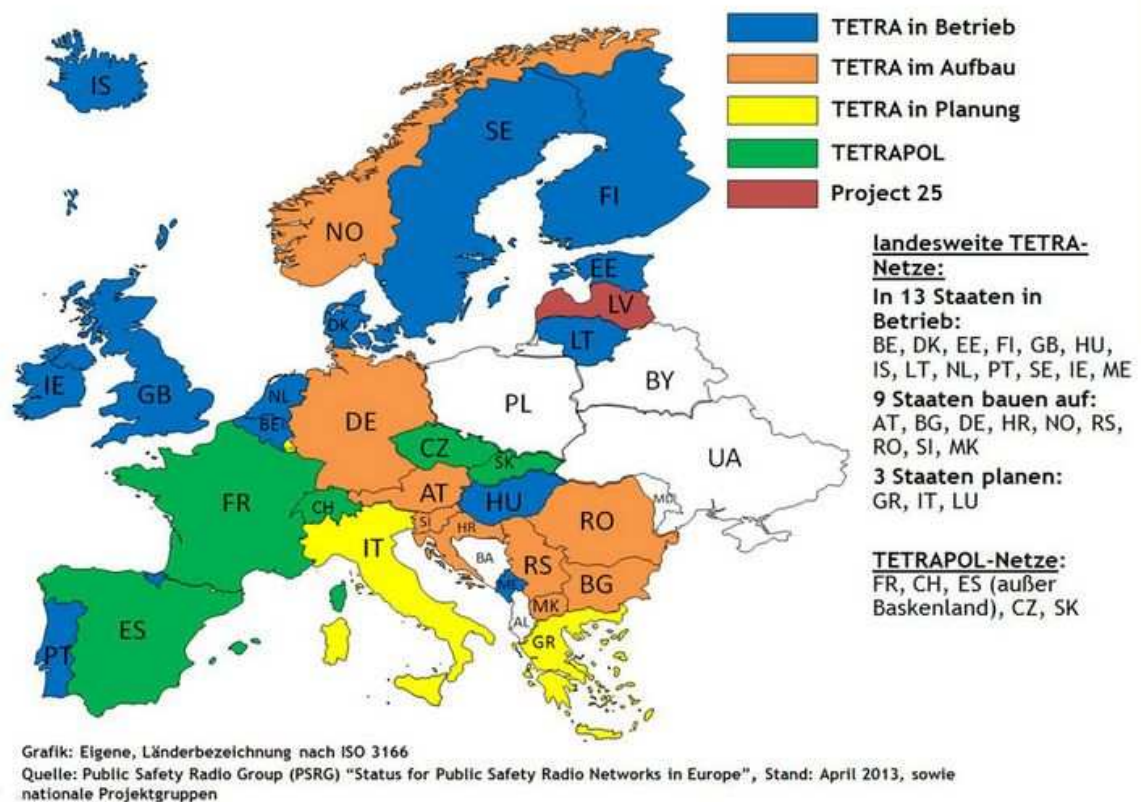 TETRA in Betrieb
TETRA im Aufbau
TETRA in Planung
TETRAPOL
Project 25
landesweite TETRA-
Netze:
In 13 Staaten in
Betrieb:
BE, DK, EE, FI, GB, HU,
IS, LT, NL, PT, SE, IE, ME
9 Staaten bauen auf:
AT, BG, DE, HR, NO, RS,
RO, SI, MK
3 Staaten planen:
GR, IT, LU
TETRAPOL-Netze:
FR, CH, ES (außer
Baskenland), CZ, SK
IS
SE
FI
NO
EE
LV
DK
LT
IE
GB
NL
BE
DE
PL
BY
CZ
SK
UA
FR
CH
AT
HU
MD
SI
HR
RO
IT
BA
RS
ME
BG
MK
AL
GR
ES
PT
Grafik: Eigene, Länderbezeichnung nach ISO 3166
Quelle: Public Safety Radio Group (PSRG) “Status for Public Safety Radio Networks in Europe”, Stand: April 2013, sowie
nationale Projektgruppen